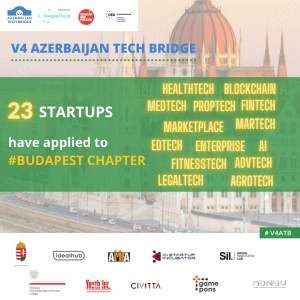 AZERBAIJAN
TECH BRIDGE
Visegrad Fund
V4 AZERBAIJAN TECH BRIDGE
23 STARTUPS
have applied to
#BUDAPEST CHAPTER
HEALTHTECH BLOCKCHAIN
MEDTECH PROPTECH FINTECH
MARKETPLACE MARTECH
EDTECH ENTERPRISE AI
FITNESSTECH ADVTECH
LEGALTECH AGROTECH
# V4ATB
idealhub
AI STARTUP
INCUBATOR
SIL
Youth Inc.
CIVITTA
game
pons